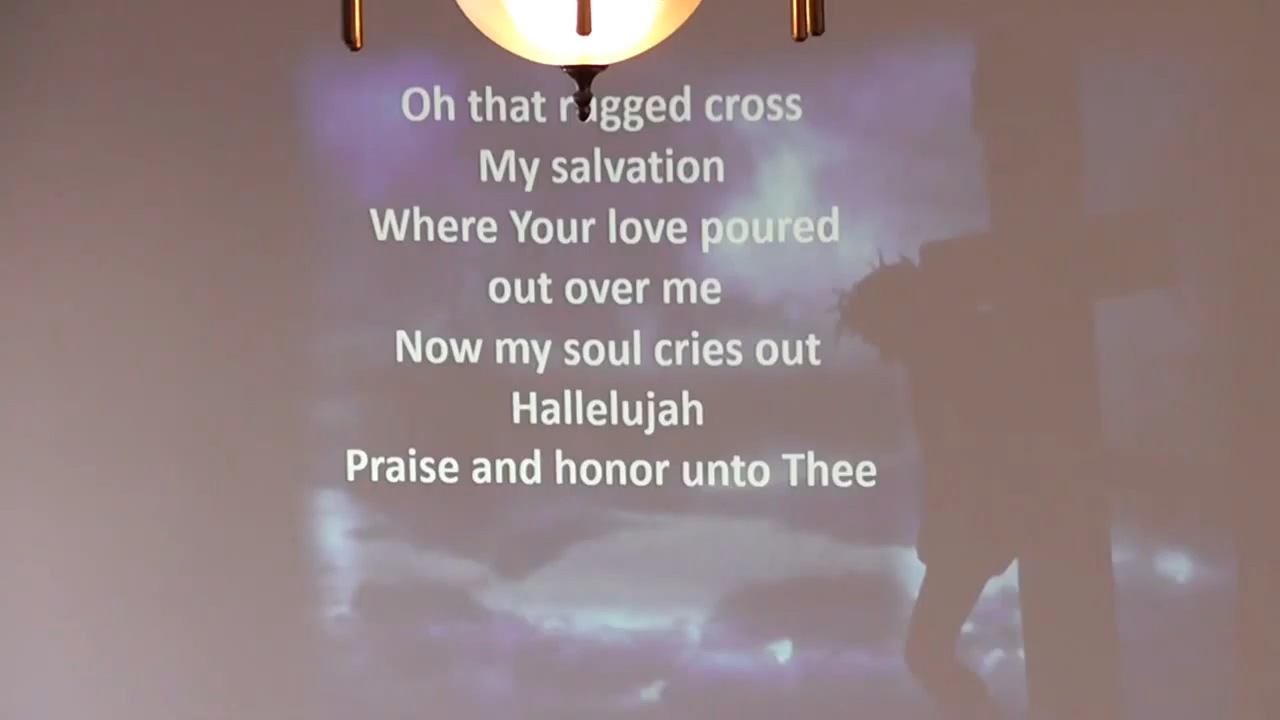 Oh that rugged cross
My salvation
Where Your love poured
out over me
Now my soul cries out
Hallelujah
Praise and honor unto Thee